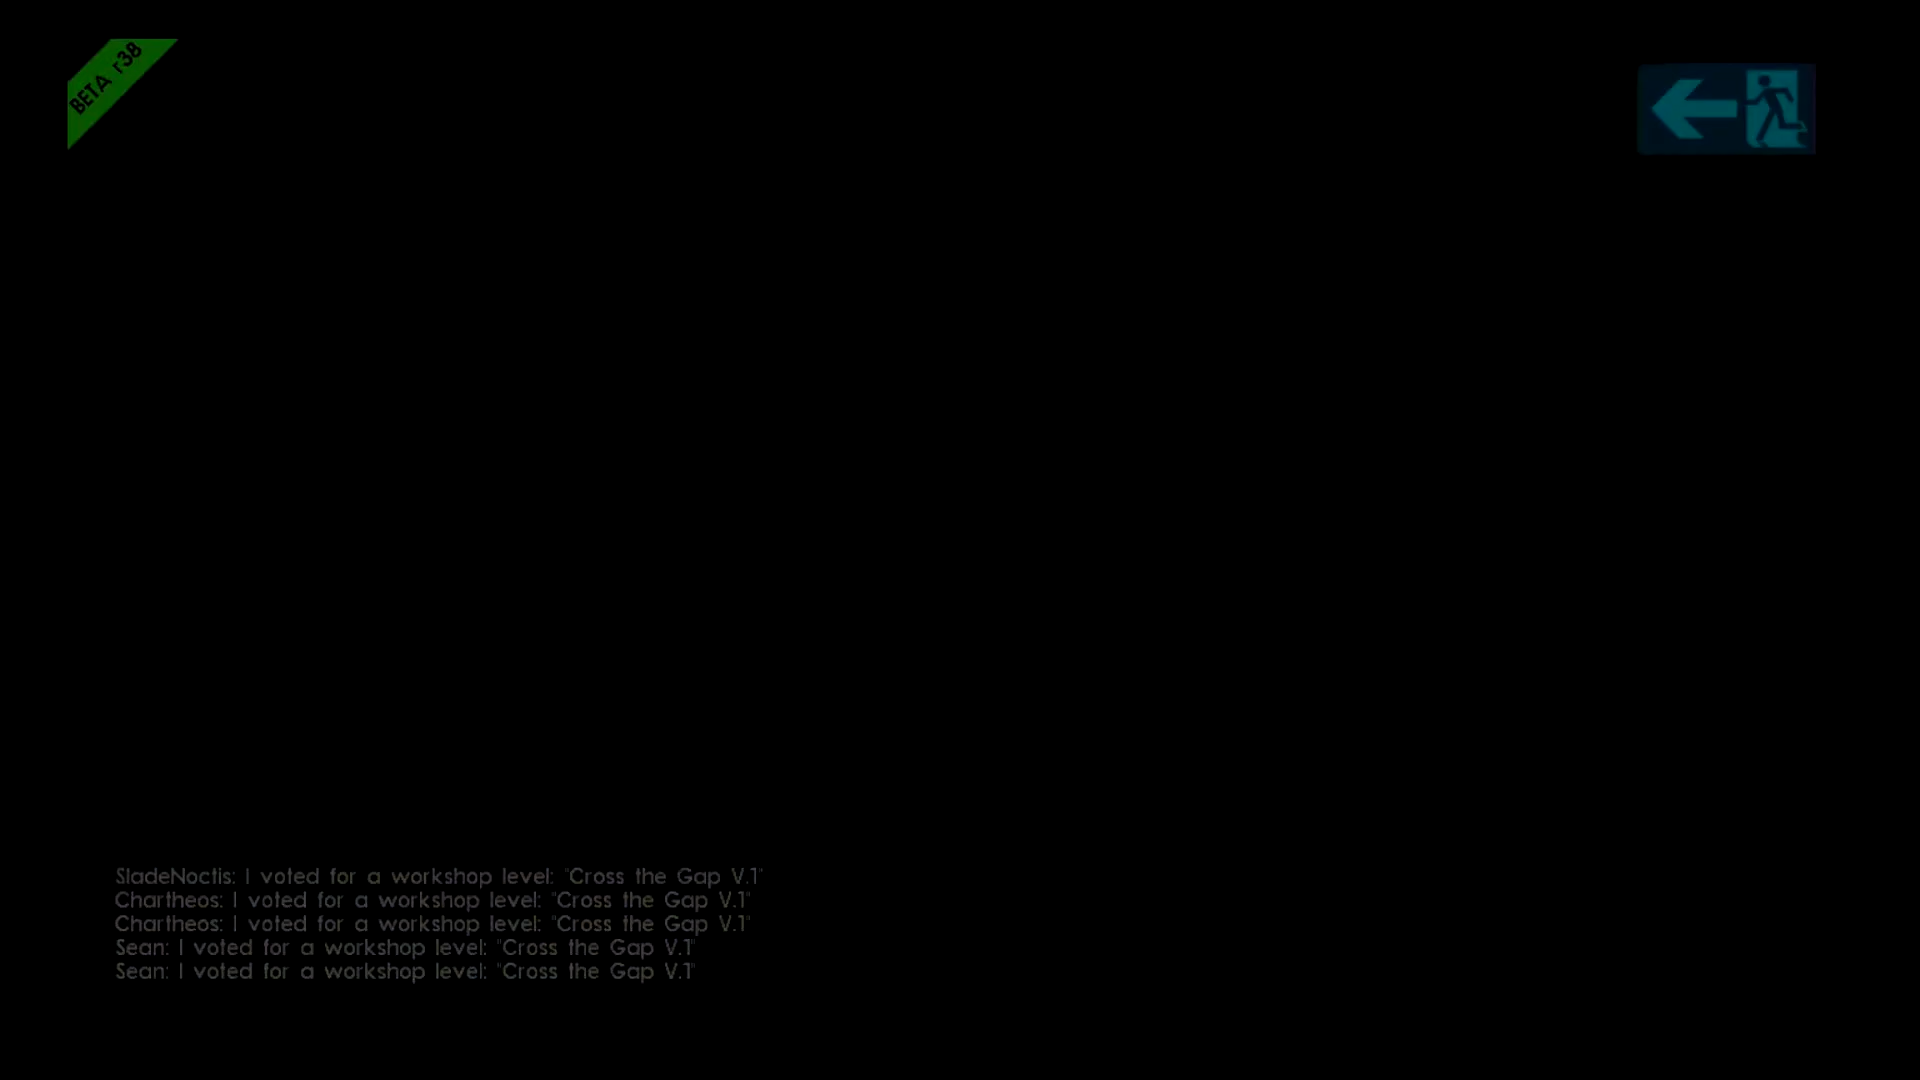 BETA r38
SladeNoctis: I voted for a workshop level: "Cross the Gap V.1"
Chartheos: I voted for a workshop level: "Cross the Gap V.1"
Chartheos: I voted for a workshop level: "Cross the Gap V.1"
Sean: I voted for a workshop level: "Cross the Gap V.1"
Sean: I voted for a workshop level: "Cross the Gap V.1"